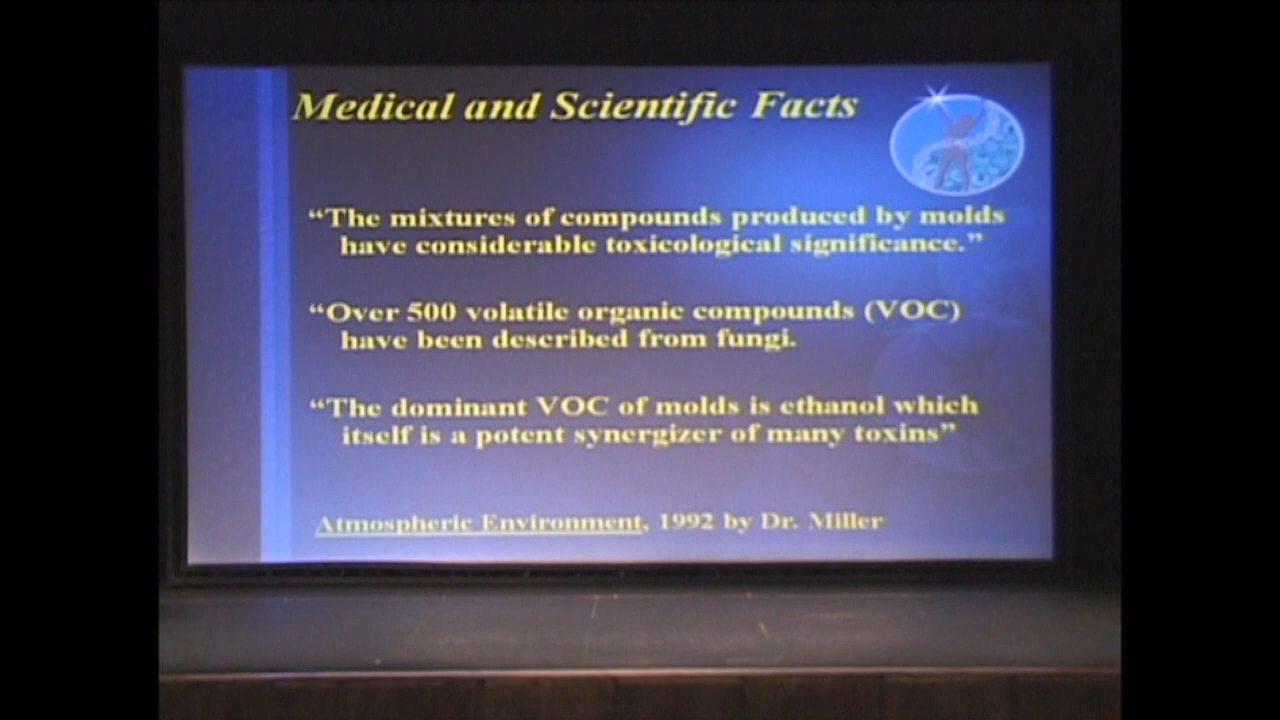 Medical and Scientific Facts
“The mixtures of compounds produced by molds
have considerable toxicological significance.”
“Over 500 volatile organic compounds (VOC)
have been described from fungi.
“The dominant VOC of molds is ethanol which
itself is a potent synergizer of many toxins”
Atmospheric Environment, 1992 by Dr. Miller